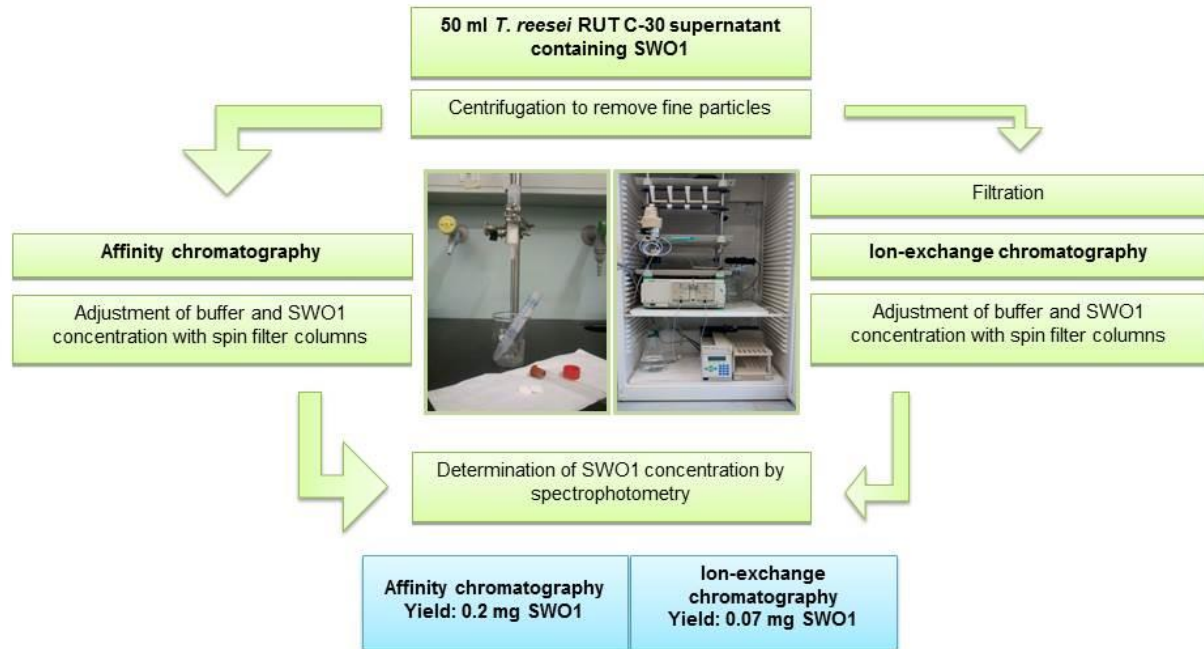 50 ml T. reesei RUT C-30 supernatant
containing SWO1
Centrifugation to remove fine particles
Filtration
Affinity chromatography
Ion-exchange chromatography
Adjustment of buffer and SWO1
concentration with spin filter columns
Adjustment of buffer and SWO1
concentration with spin filter columns
Determination of SWO1 concentration by
spectrophotometry
Affinity chromatography
Yield: 0.2 mg SWO1
Ion-exchange
chromatography
Yield: 0.07 mg SWO1